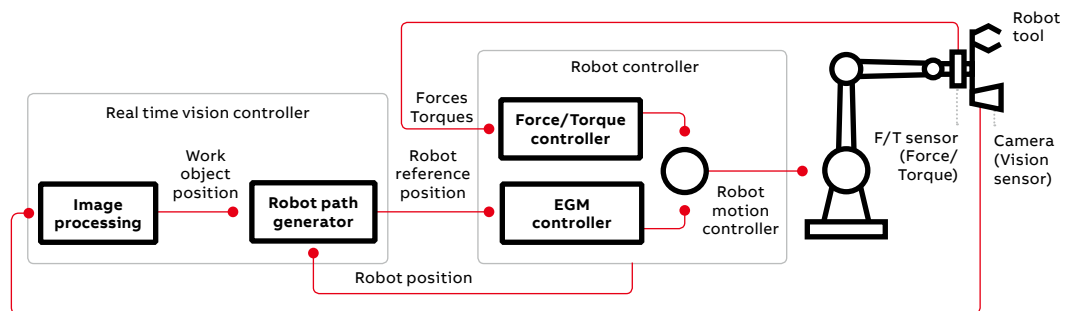 Real time vision controller
Image
processing
Work
object
position
Robot path
generator
Robot position
Robot
reference
position
Forces
Torques
Robot controller
Force/Torque
controller
EGM
controller
Robot
motion
controller
Robot
tool
F/T sensor
(Force/
Torque)
Camera
(Vision
sensor)